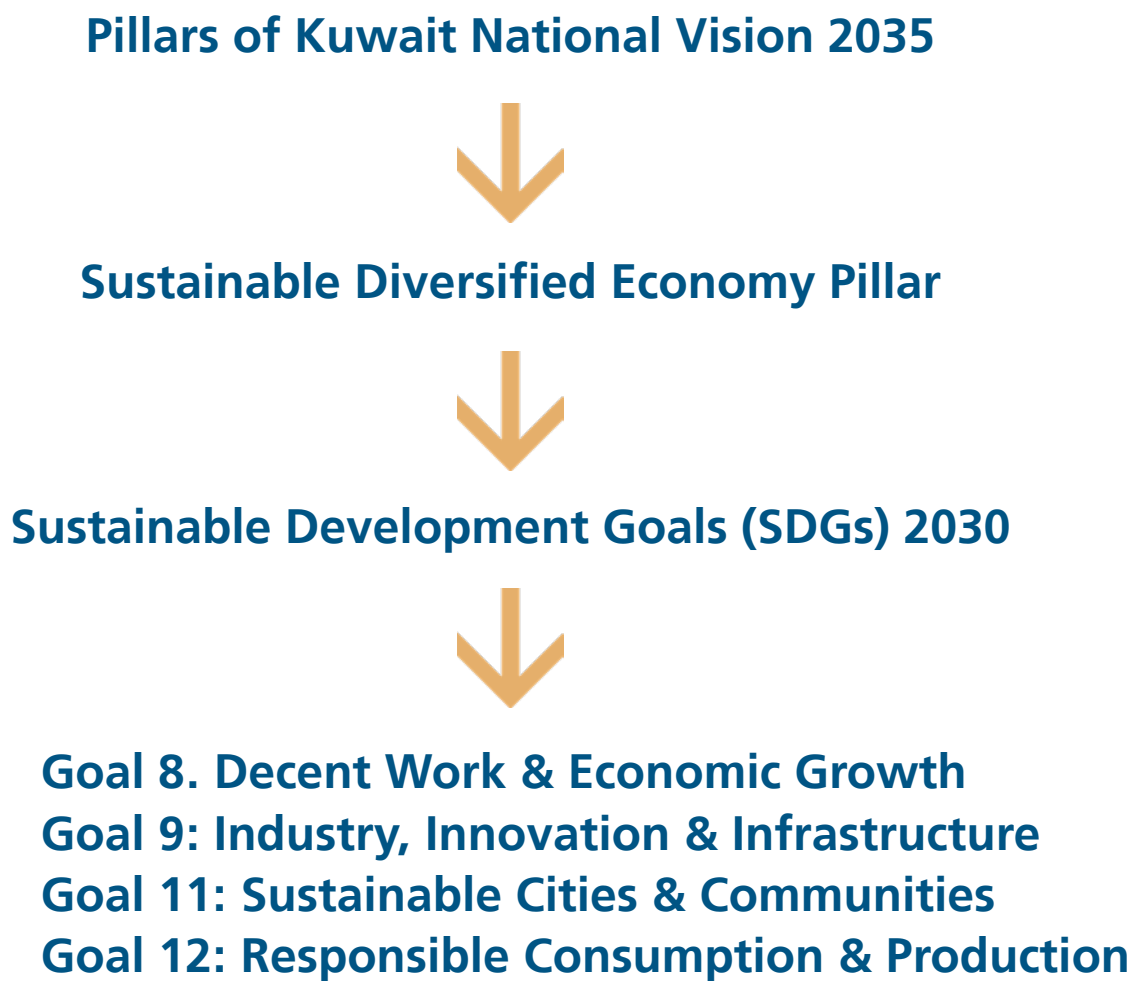 Pillars of Kuwait National Vision 2035
Sustainable Diversified Economy Pillar
Sustainable Development Goals (SDGs) 2030
Goal 8. Decent Work & Economic Growth
Goal 9: Industry, Innovation & Infrastructure
Goal 11: Sustainable Cities & Communities
Goal 12: Responsible Consumption & Production